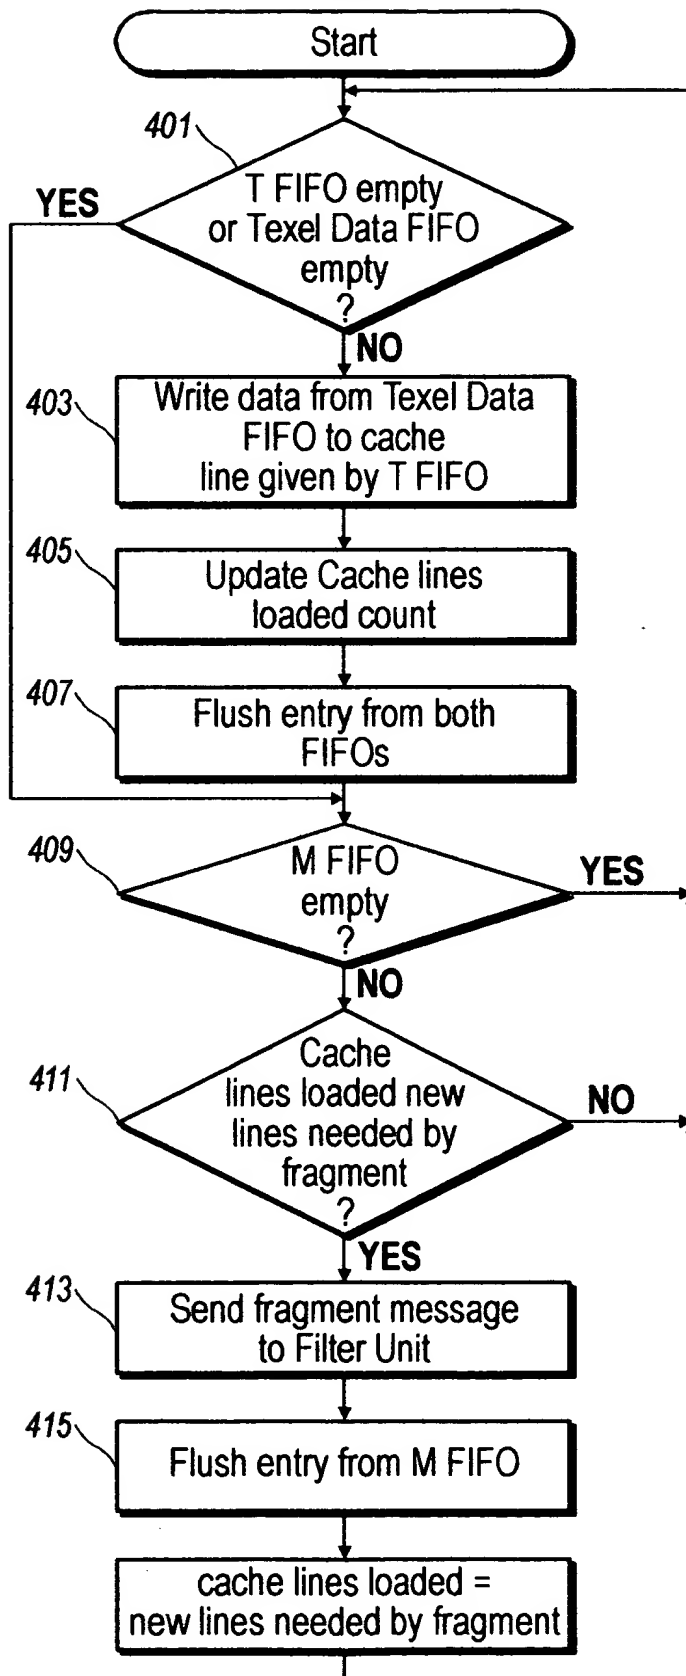 Start
401
T FIFO empty
or Texel Data FIFO
empty
?
YES
NO
403
Write data from Texel Data
FIFO to cache
line given by T FIFO
405
Update Cache lines
loaded count
407
Flush entry from both
FIFOs
409
M FIFO
empty
?
YES
NO
411
Cache
lines loaded new
lines needed by
fragment
?
NO
YES
413
Send fragment message
to Filter Unit
415
Flush entry from M FIFO
cache lines loaded =
new lines needed by fragment